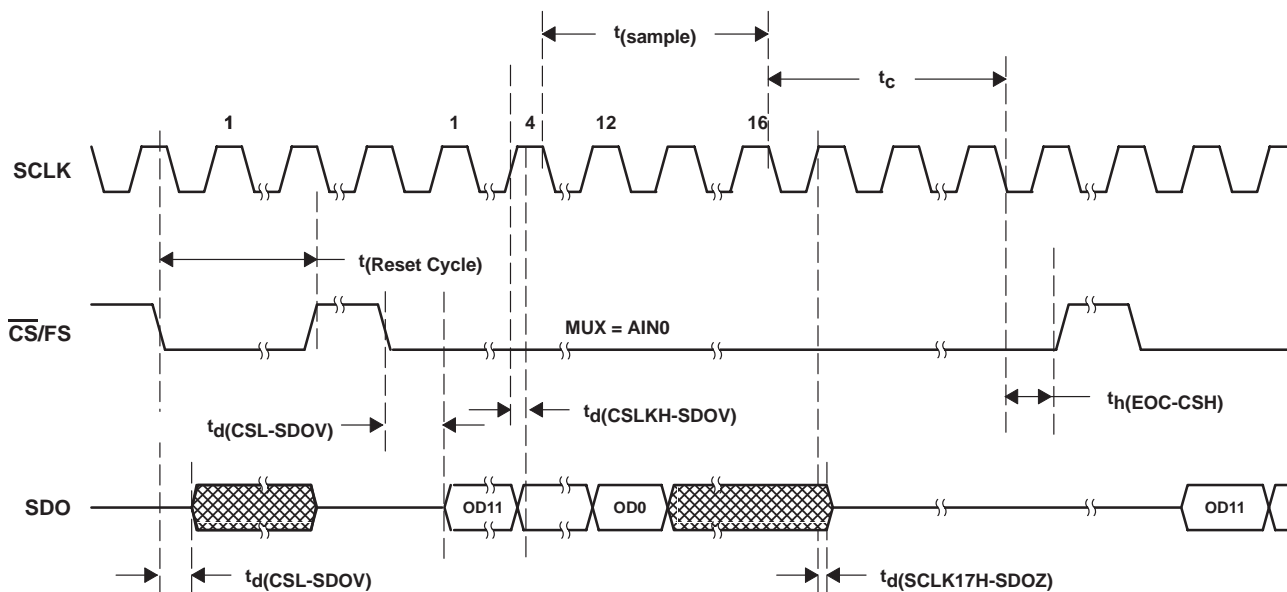 t(sample)
tc
1 1 4 12 16
SCLK
t(Reset Cycle)
CS/FS
MUX = AIN0
th(EOC-CSH)
td(CSL-SDOV) td(CSLKH-SDOV)
SDO
OD11 OD0 OD11
td(CSL-SDOV) td(SCLK17H-SDOZ)